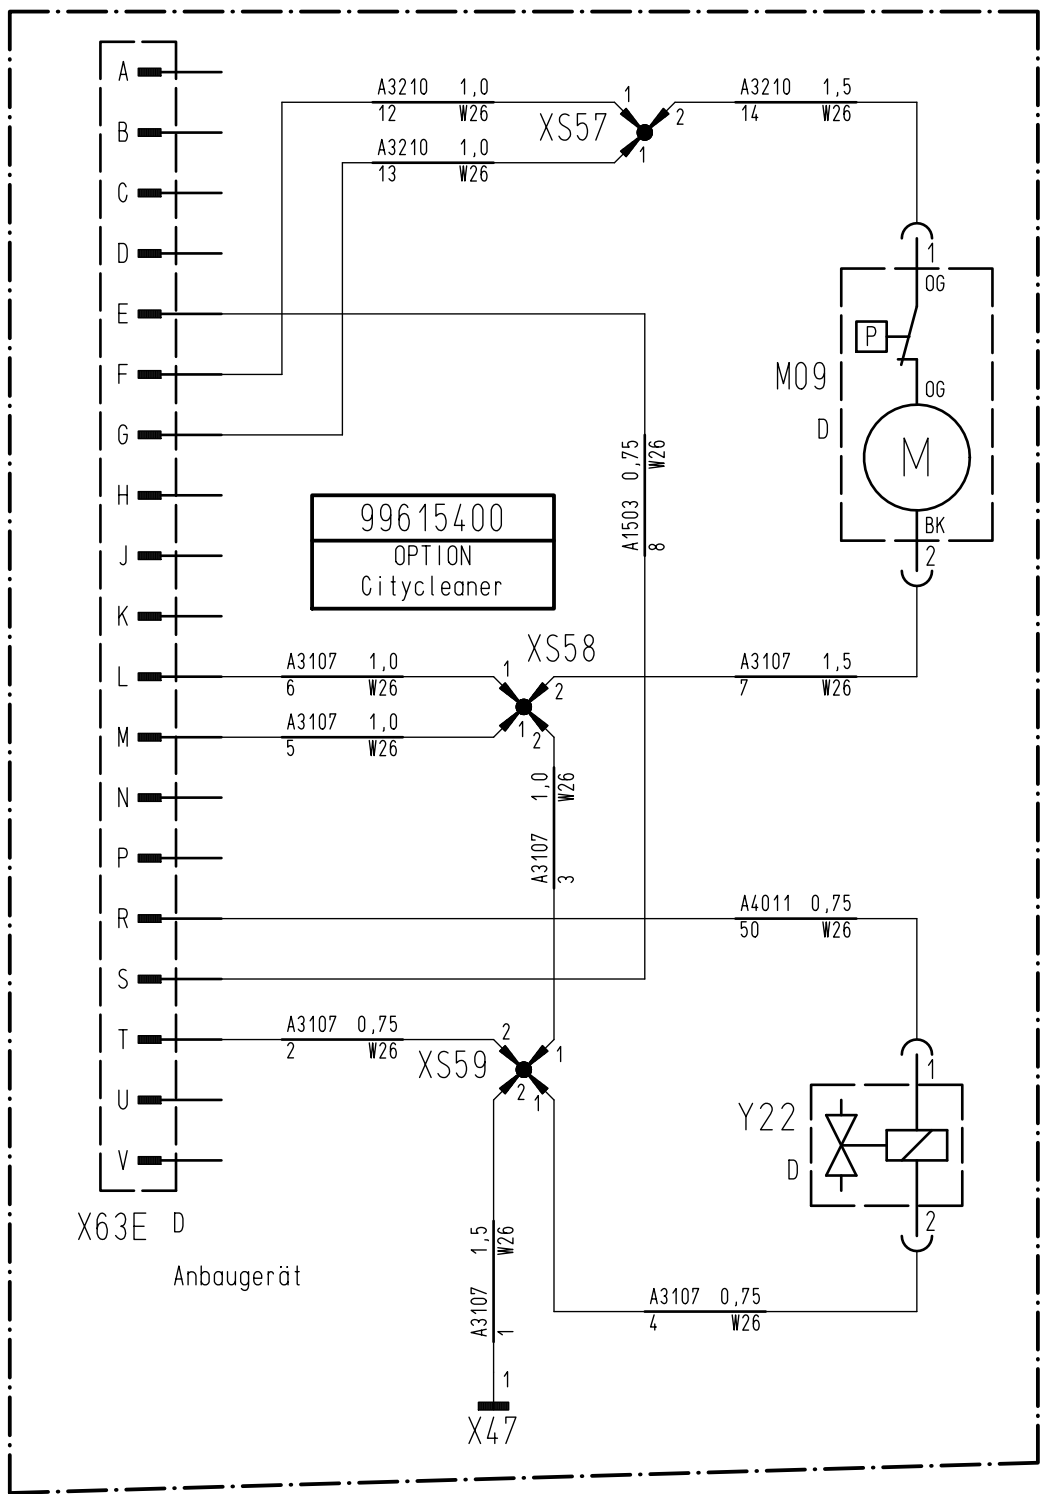 A
A3210 1,0
12 W26
1
XS57
2
A3210 1,5
14 W26
B
A3210 1,0
13 W26
1
C
D
1
OG
E
P
M09
D
F
OG
G
M
A1503 0,75
8 W26
H
99615400
OPTION
Citycleaner
BK
2
J
K
XS58
L
A3107 1,0
6 W26
1
2
A3107 1,5
7 W26
M
A3107 1,0
5 W26
1
2
N
A3107 1,0
3 W26
P
R
A4011 0,75
50 W26
S
T
A3107 0,75
2 W26
2
1
XS59
2
1
1
U
Y22
D
V
2
X63E D
Anbaugerät
A3107 1,5
1 W26
A3107 0,75
4 W26
1
X47